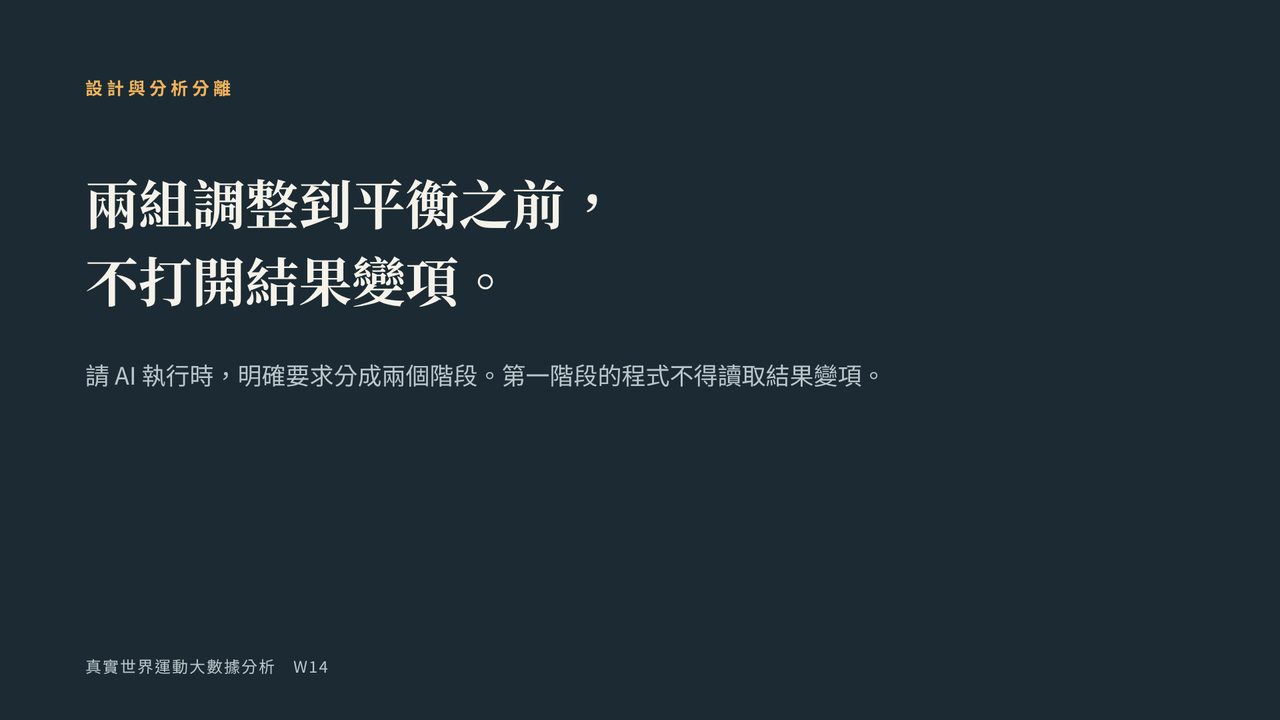 設計與分析分離
兩組調整到平衡之前，
不打開結果變項。
請 AI 執行時，明確要求分成兩個階段。第一階段的程式不得讀取結果變項。
真實世界運動大數據分析　W14